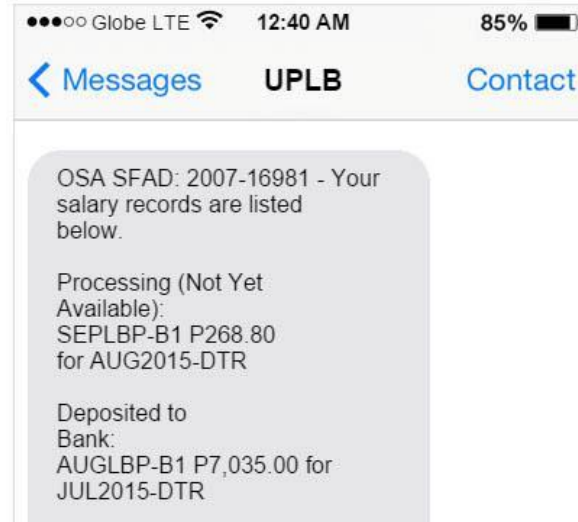 Globe LTE 12:40 AM 85%
Messages UPLB Contact
OSA SFAD: 2007-16981 - Your
salary records are listed
below.
Processing (Not Yet
Available):
SEPLBP-B1 P268.80
for AUG2015-DTR
Deposited to
Bank:
AUGLBP-B1 P7,035.00 for
JUL2015-DTR